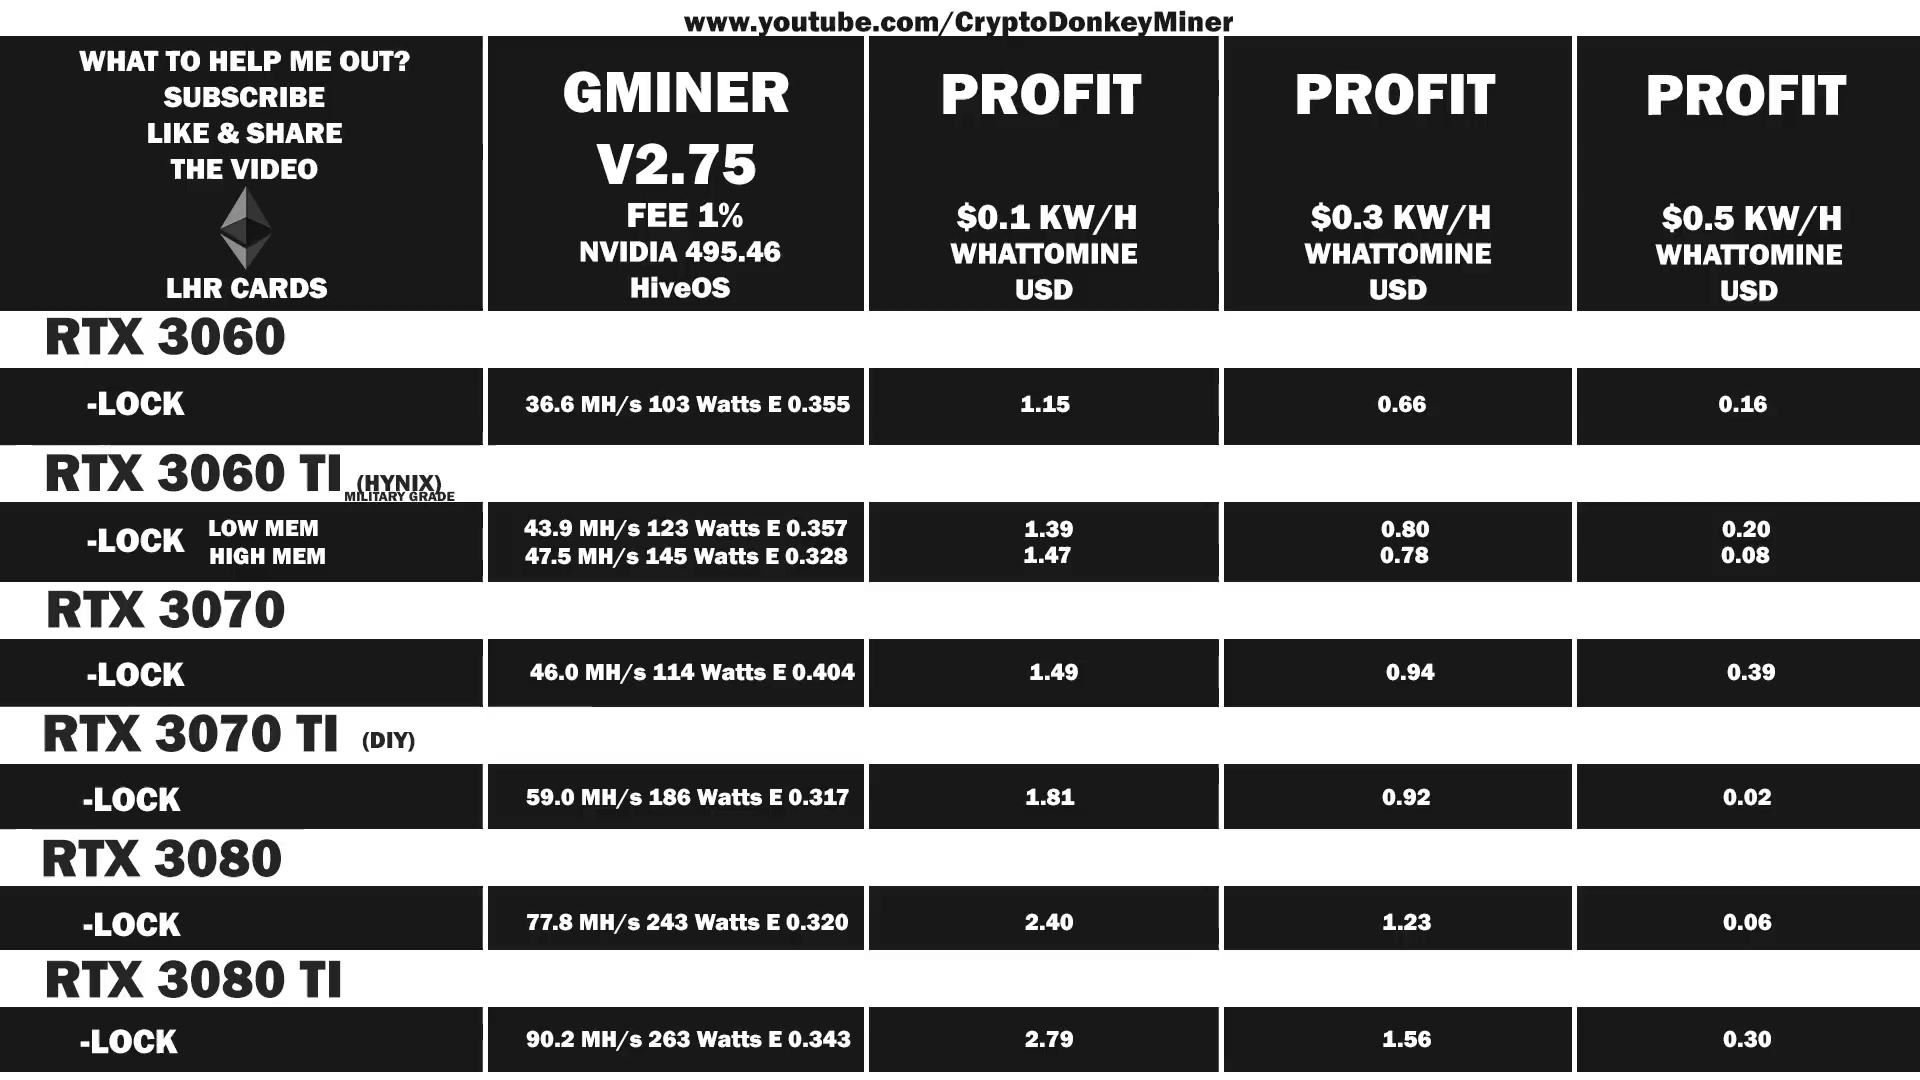 www.youtube.com/CryptoDonkeyMiner
WHAT TO HELP ME OUT?
SUBSCRIBE
LIKE & SHARE
THE VIDEO
LHR CARDS
GMINER
V2.75
FEE 1%
NVIDIA 495.46
HiveOS
PROFIT
$0.1 KW/H
WHATTOMINE
USD
PROFIT
$0.3 KW/H
WHATTOMINE
USD
PROFIT
$0.5 KW/H
WHATTOMINE
USD
RTX 3060
-LOCK 36.6 MH/s 103 Watts E 0.355 1.15 0.66 0.16
RTX 3060 TI (HYNIX)
MILITARY GRADE
-LOCK LOW MEM 43.9 MH/s 123 Watts E 0.357 1.39 0.80 0.20
HIGH MEM 47.5 MH/s 145 Watts E 0.328 1.47 0.78 0.08
RTX 3070
-LOCK 46.0 MH/s 114 Watts E 0.404 1.49 0.94 0.39
RTX 3070 TI (DIY)
-LOCK 59.0 MH/s 186 Watts E 0.317 1.81 0.92 0.02
RTX 3080
-LOCK 77.8 MH/s 243 Watts E 0.320 2.40 1.23 0.06
RTX 3080 TI
-LOCK 90.2 MH/s 263 Watts E 0.343 2.79 1.56 0.30